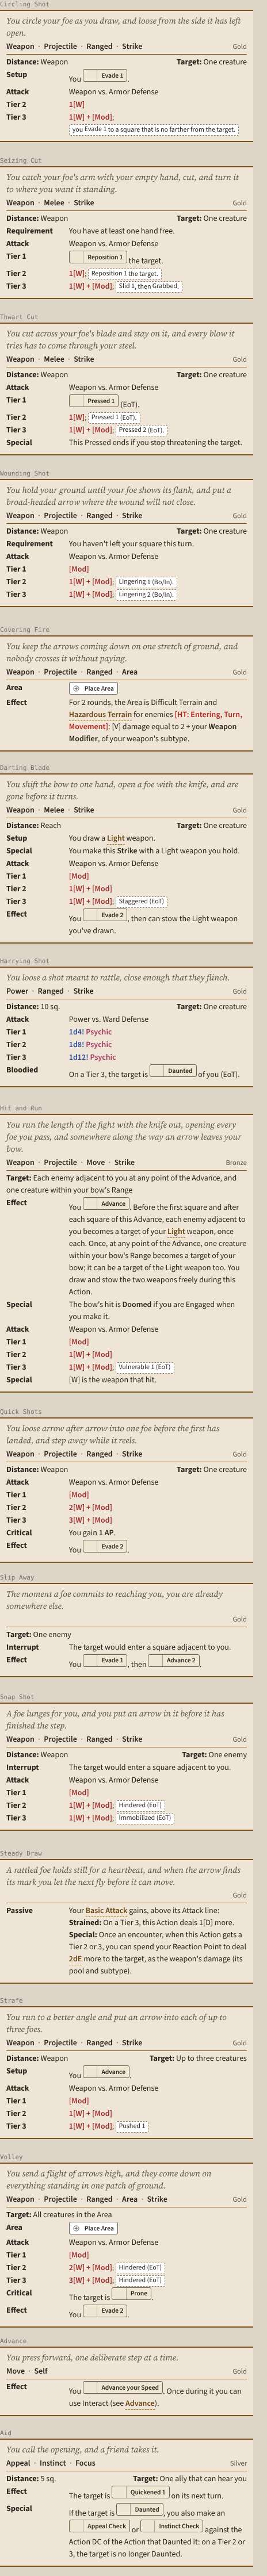 Circling Shot
You circle your foe as you draw, and loose from the side it has left
open.
Weapon · Projectile · Ranged · Strike Gold
Distance: Weapon Target: One creature
Setup You Evade 1.
Attack Weapon vs. Armor Defense
Tier 2 1[W]
Tier 3 1[W] + [Mod];
you Evade 1 to a square that is no farther from the target.
Seizing Cut
You catch your foe's arm with your empty hand, cut, and turn it
to where you want it standing.
Weapon · Melee · Strike Gold
Distance: Weapon Target: One creature
Requirement You have at least one hand free.
Attack Weapon vs. Armor Defense
Tier 1 Reposition 1 the target.
Tier 2 1[W]; Reposition 1 the target.
Tier 3 1[W] + [Mod]; Slid 1, then Grabbed.
Thwart Cut
You cut across your foe's blade and stay on it, and every blow it
tries has to come through your steel.
Weapon · Melee · Strike Gold
Distance: Weapon Target: One creature
Attack Weapon vs. Armor Defense
Tier 1 Pressed 1 (EoT).
Tier 2 1[W]; Pressed 1 (EoT).
Tier 3 1[W] + [Mod]; Pressed 2 (EoT).
Special This Pressed ends if you stop threatening the target.
Wounding Shot
You hold your ground until your foe shows its flank, and put a
broad-headed arrow where the wound will not close.
Weapon · Projectile · Ranged · Strike Gold
Distance: Weapon Target: One creature
Requirement You haven't left your square this turn.
Attack Weapon vs. Armor Defense
Tier 1 [Mod]
Tier 2 1[W] + [Mod]; Lingering 1 (Bo/In).
Tier 3 1[W] + [Mod]; Lingering 2 (Bo/In).
Covering Fire
You keep the arrows coming down on one stretch of ground, and
nobody crosses it without paying.
Weapon · Projectile · Ranged · Area Gold
Area Place Area
Effect For 2 rounds, the Area is Difficult Terrain and
Hazardous Terrain for enemies [HT: Entering, Turn,
Movement]: [V] damage equal to 2 + your Weapon
Modifier, of your weapon's subtype.
Darting Blade
You shift the bow to one hand, open a foe with the knife, and are
gone before it turns.
Weapon · Melee · Strike Gold
Distance: Reach Target: One creature
Setup You draw a Light weapon.
Special You make this Strike with a Light Weapon you hold.
Attack Weapon vs. Armor Defense
Tier 1 [Mod]
Tier 2 1[W] + [Mod]
Tier 3 1[W] + [Mod]; Staggered (EoT)
Effect You Evade 2, then can stow the Light weapon
you've drawn.
Harrying Shot
You loose a shot meant to rattle, close enough that they flinch.
Power · Ranged · Strike Gold
Distance: 10 sq. Target: One creature
Attack Power vs. Ward Defense
Tier 1 1d4! Psychic
Tier 2 1d8! Psychic
Tier 3 1d12! Psychic
Bloodied On a Tier 3, the target is Daunted of you (EoT).
Hit and Run
You run the length of the fight with the knife out, opening every
foe you pass, and somewhere along the way an arrow leaves your
bow.
Weapon · Projectile · Move · Strike Bronze
Target: Each enemy adjacent to you at any point of the Advance, and
one creature within your bow's Range
Effect You Advance. Before the first square and after
each square of this Advance, each enemy adjacent to
you becomes a target of your Light weapon, once
each. Once, at any point of the Advance, one creature
within your bow's Range becomes a target of your
bow; it can be a target of the Light weapon too. You
draw and stow the two weapons freely during this
Action.
Special The bow's hit is Doomed if you are Engaged when
you make it.
Attack Weapon vs. Armor Defense
Tier 1 [Mod]
Tier 2 1[W] + [Mod]
Tier 3 1[W] + [Mod]; Vulnerable 1 (EoT)
Special [W] is the weapon that hit.
Quick Shots
You loose arrow after arrow into one foe before the first has
landed, and step away while it reels.
Weapon · Projectile · Ranged · Strike Gold
Distance: Weapon Target: One creature
Attack Weapon vs. Armor Defense
Tier 1 [Mod]
Tier 2 2[W] + [Mod]
Tier 3 3[W] + [Mod]
Critical You gain 1 AP.
Effect You Evade 2.
Slip Away
The moment a foe commits to reaching you, you are already
somewhere else.
Gold
Target: One enemy
Interrupt The target would enter a square adjacent to you.
Effect You Evade 1, then Advance 2.
Snap Shot
A foe lunges for you, and you put an arrow in it before it has
finished the step.
Weapon · Projectile · Ranged · Strike Gold
Distance: Weapon Target: One enemy
Interrupt The target would enter a square adjacent to you.
Attack Weapon vs. Armor Defense
Tier 1 [Mod]
Tier 2 1[W] + [Mod]; Hindered (EoT)
Tier 3 1[W] + [Mod]; Immobilized (EoT)
Steady Draw
A rattled foe holds still for a heartbeat, and when the arrow finds
its mark you let the next fly before it can move.
Gold
Passive Your Basic Attack gains, above its Attack line:
Strained: On a Tier 3, this Action deals 1[D] more.
Special: Once an encounter, when this Action gets a
Tier 2 or 3, you can spend your Reaction Point to deal
2dE more to the target, as the weapon's damage (its
pool and subtype).
Strafe
You run to a better angle and put an arrow into each of up to
three foes.
Weapon · Projectile · Ranged · Strike Gold
Distance: Weapon Target: Up to three creatures
Setup You Advance.
Attack Weapon vs. Armor Defense
Tier 1 [Mod]
Tier 2 1[W] + [Mod]
Tier 3 1[W] + [Mod]; Pushed 1
Volley
You send a flight of arrows high, and they come down on
everything standing in one patch of ground.
Weapon · Projectile · Ranged · Area · Strike Gold
Target: All creatures in the Area
Area Place Area
Attack Weapon vs. Armor Defense
Tier 1 [Mod]
Tier 2 2[W] + [Mod]; Hindered (EoT)
Tier 3 3[W] + [Mod]; Hindered (EoT)
Critical The target is Prone.
Effect You Evade 2.
Advance
You press forward, one deliberate step at a time.
Move · Self Gold
Effect You Advance your Speed. Once during it you can
use Interact (see Advance).
Aid
You call the opening, and a friend takes it.
Appeal · Instinct · Focus Silver
Distance: 5 sq. Target: One ally that can hear you
Effect The target is Quickened 1 on its next turn.
Special If the target is Daunted, you also make an
Appeal Check or Instinct Check against the
Action DC of the Action that Daunted it: on a Tier 2 or
3, the target is no longer Daunted.